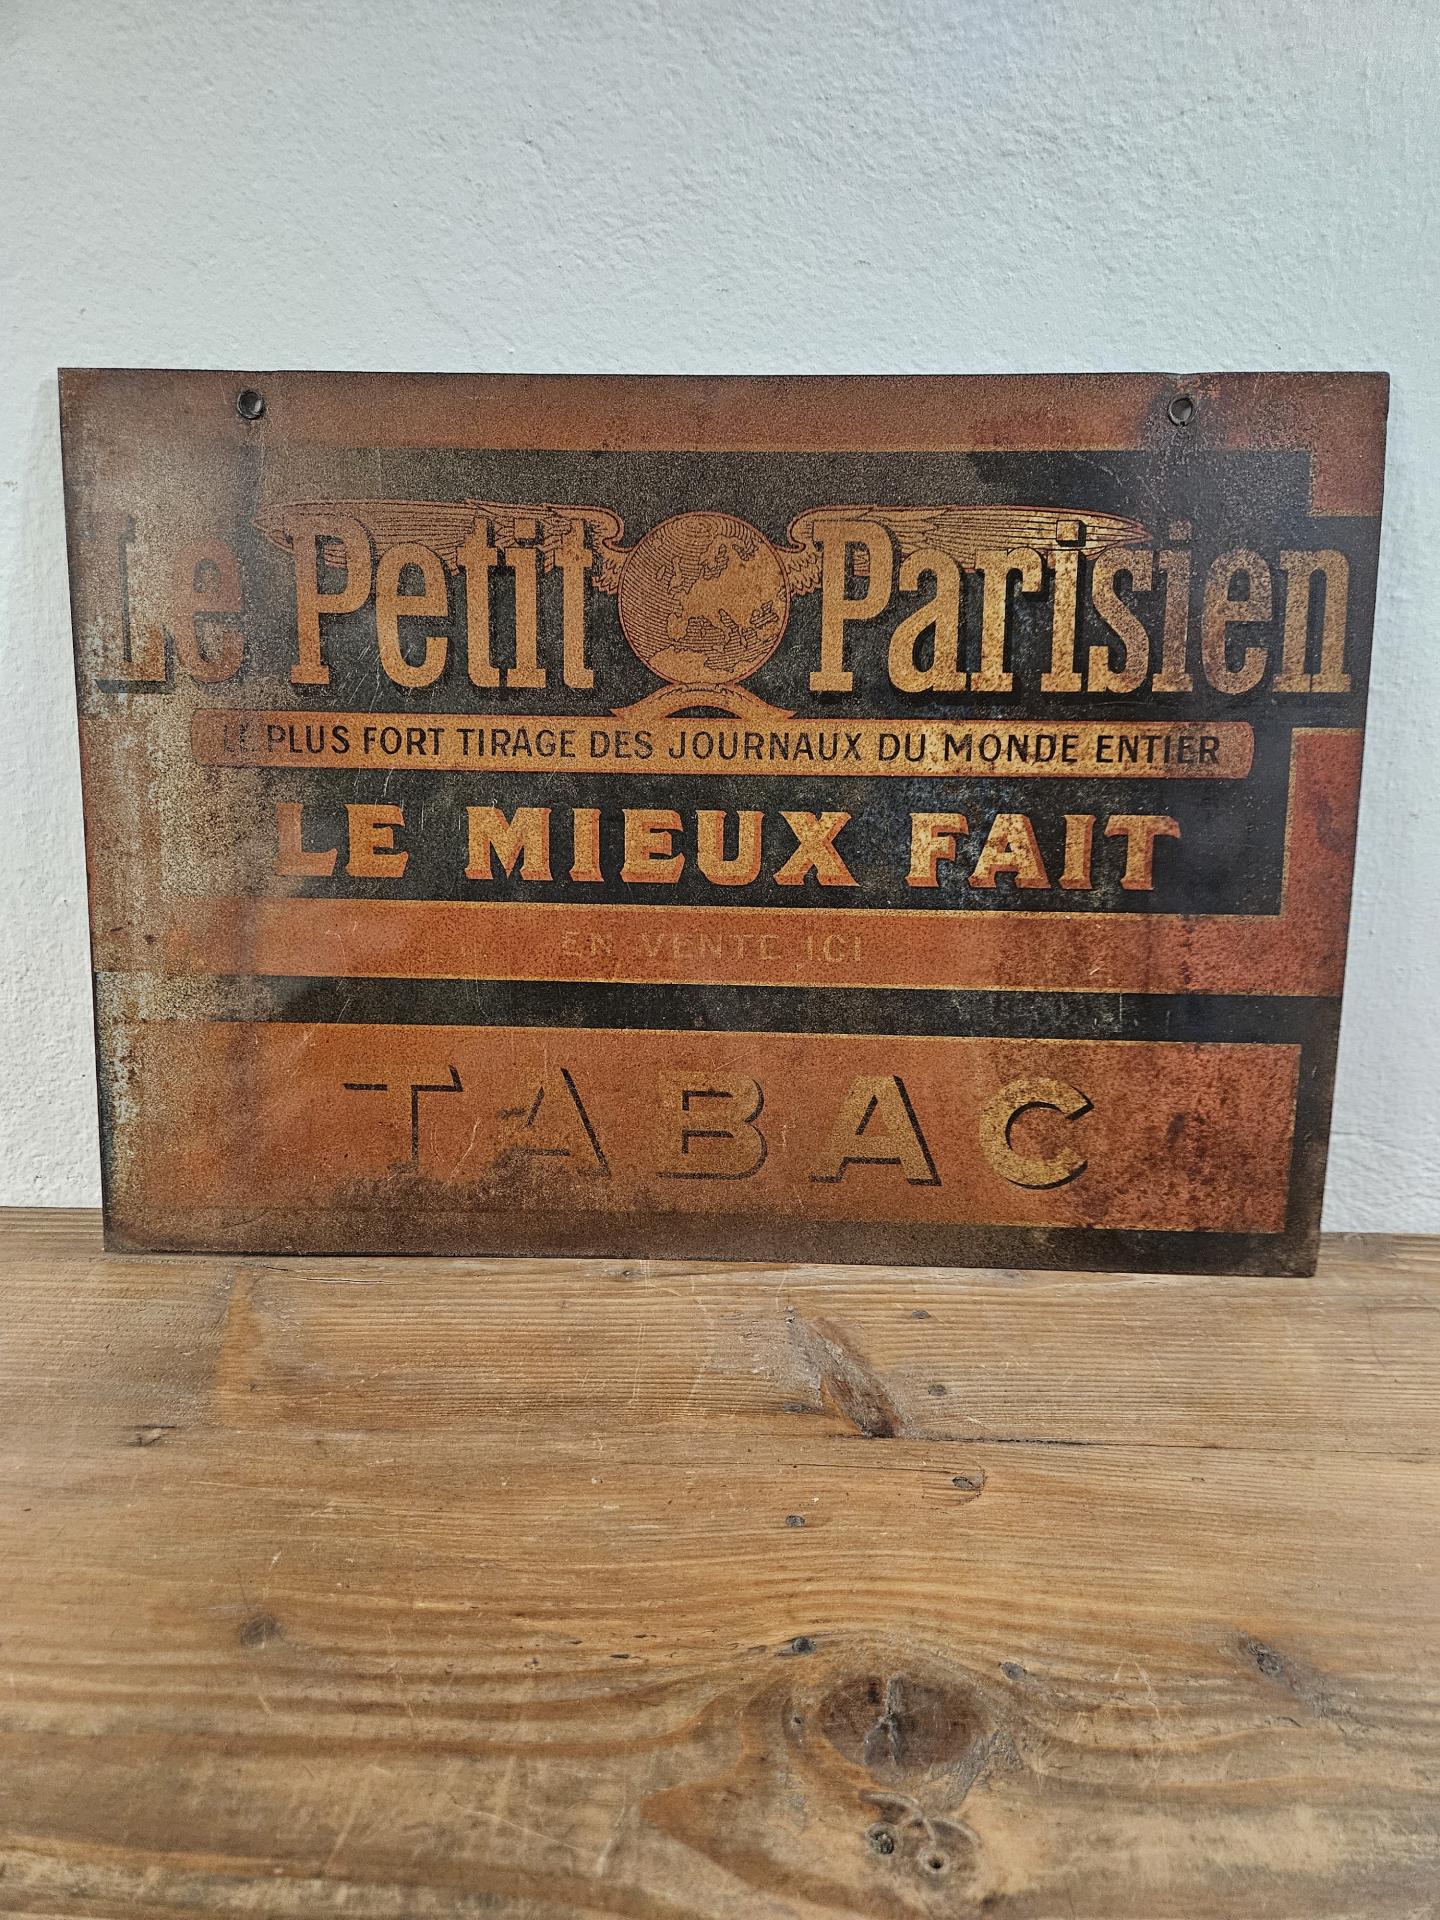 Le Petit Parisien
LE PLUS FORT TIRAGE DES JOURNAUX DU MONDE ENTIER
LE MIEUX FAIT
EN VENTE ICI
TABAC